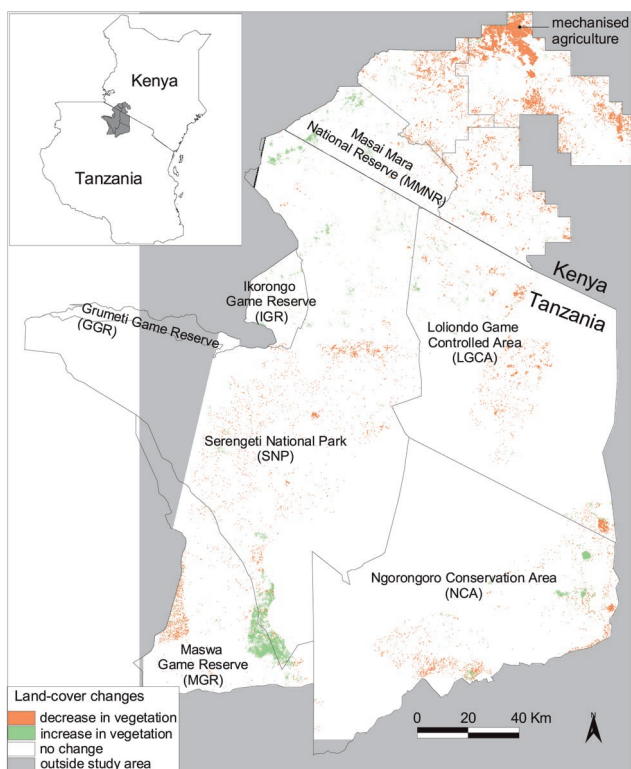 mechanised
agriculture
Kenya
Tanzania
Masai Mara
National Reserve (MMNR)
Kenya
Tanzania
Ikorongo
Game Reserve
(IGR)
Grumeti Game Reserve
(GGR)
Loliondo Game
Controlled Area
(LGCA)
Serengeti National Park
(SNP)
Ngorongoro Conservation Area
(NCA)
Maswa
Game Reserve
(MGR)
Land-cover changes
decrease in vegetation
increase in vegetation
no change
outside study area
0 20 40 Km
N